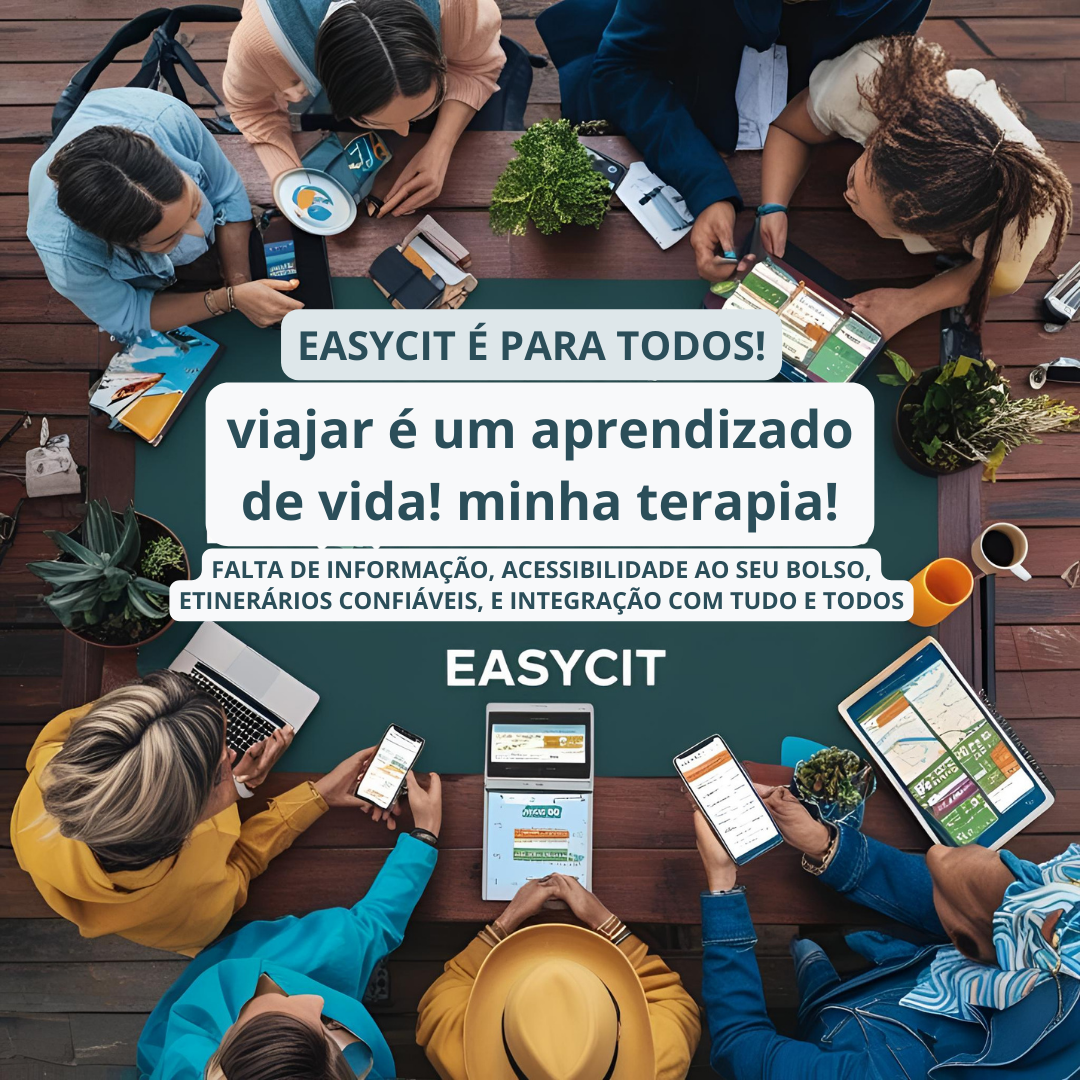 EASYCIT É PARA TODOS!
viajar é um aprendizado
de vida! minha terapia!
FALTA DE INFORMAÇÃO, ACESSIBILIDADE AO SEU BOLSO,
ETINERÁRIOS CONFIÁVEIS, E INTEGRAÇÃO COM TUDO E TODOS
EASYCIT